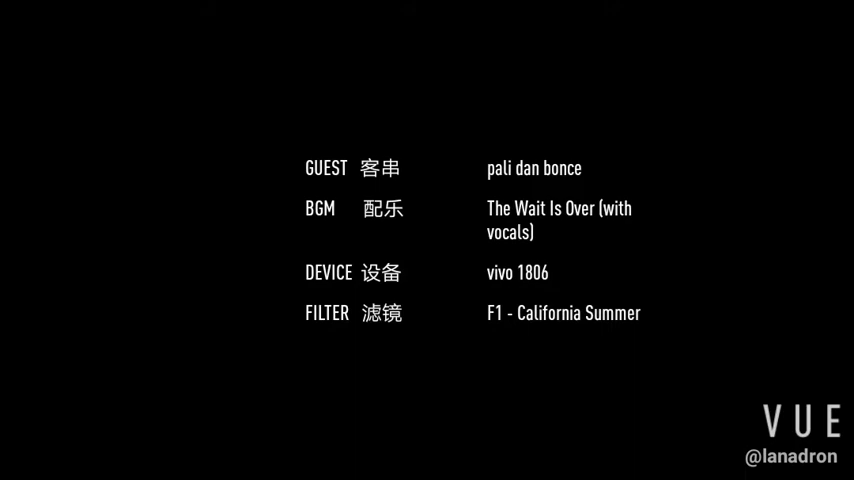 GUEST 客串 pali dan bonce
BGM 配乐 The Wait Is Over (with
vocals)
DEVICE 设备 vivo 1806
FILTER 滤镜 F1 - California Summer
VUE
@lanadron